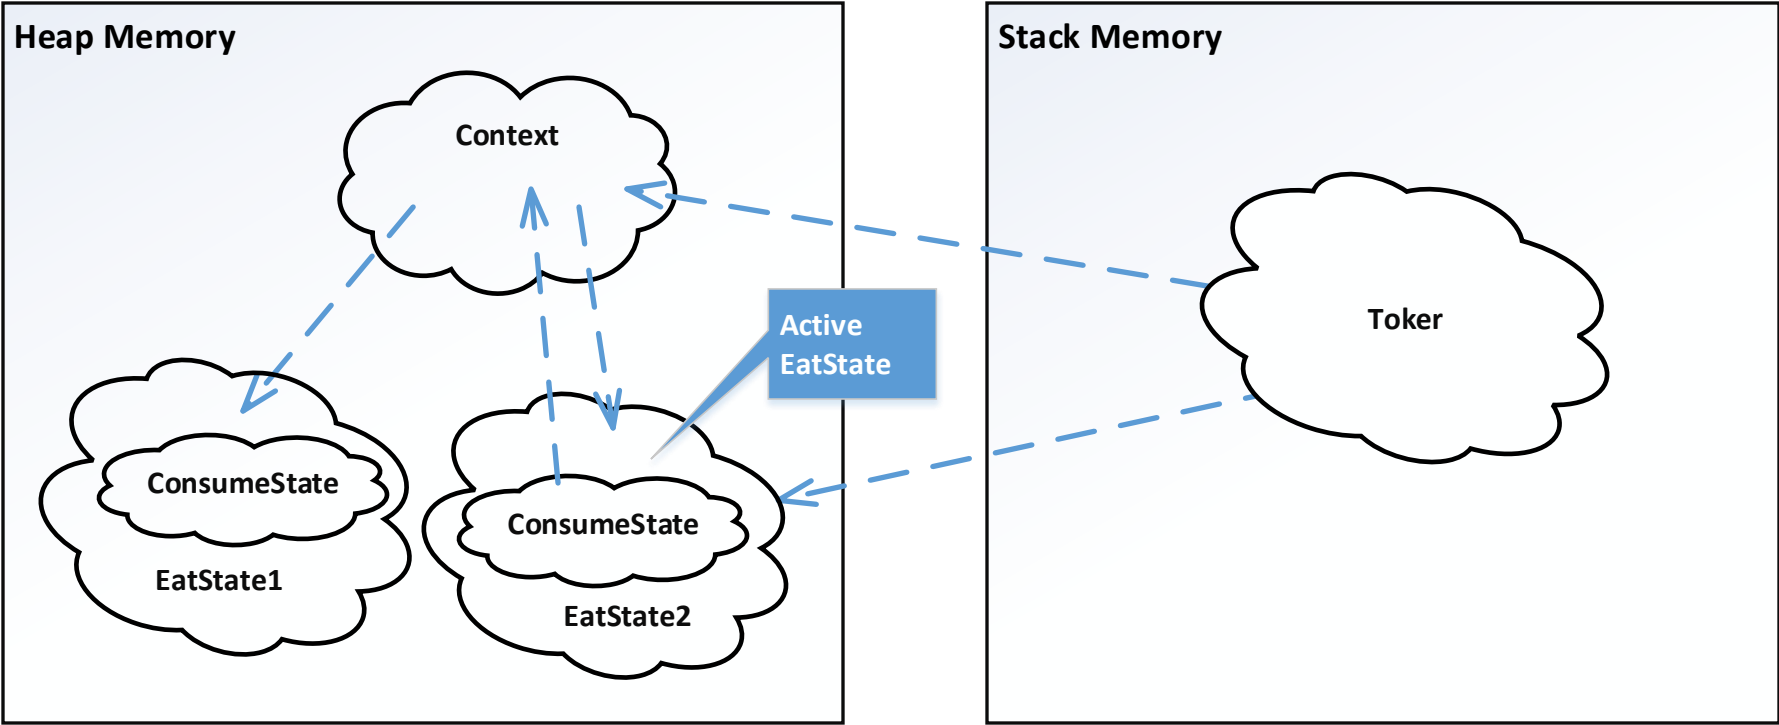 Heap Memory
Stack Memory
Context
Active
EatState
Toker
ConsumeState
EatState1
ConsumeState
EatState2